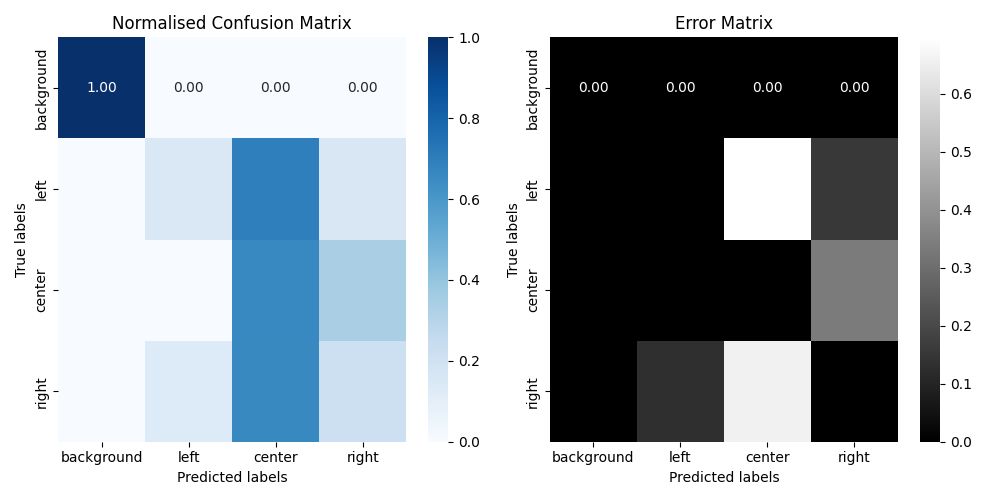 Normalised Confusion Matrix
True labels
background
left
center
right
1.00 0.00 0.00 0.00
background left center right
Predicted labels
1.0
0.8
0.6
0.4
0.2
0.0
Error Matrix
True labels
background
left
center
right
0.00 0.00 0.00 0.00
background left center right
Predicted labels
0.6
0.5
0.4
0.3
0.2
0.1
0.0